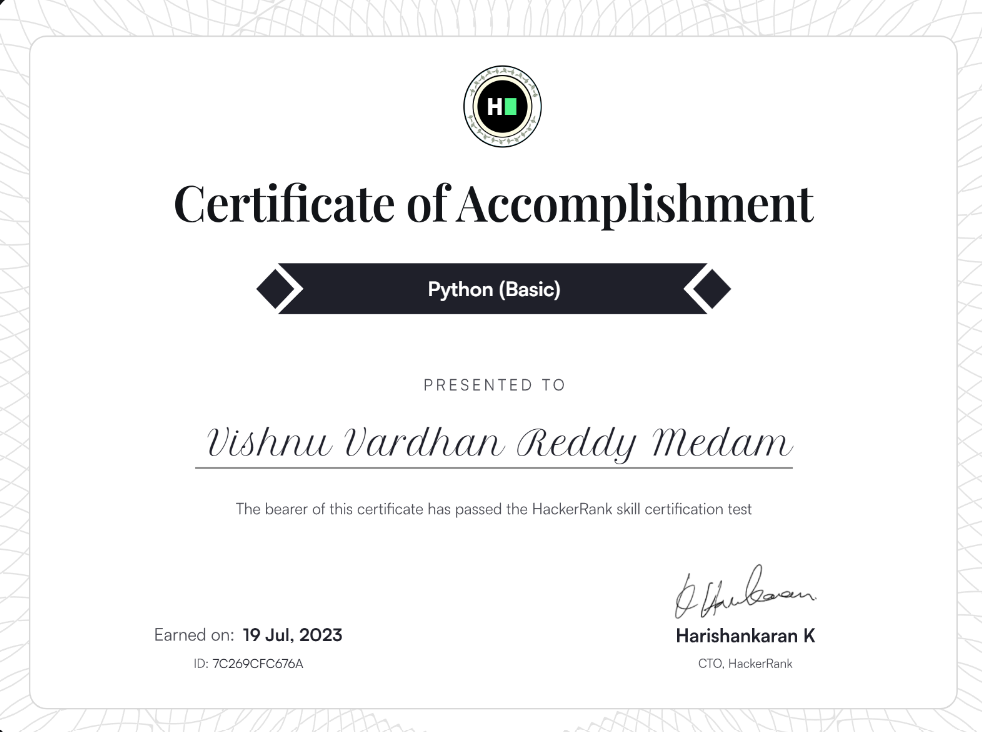 H
Certificate of Accomplishment
Python (Basic)
PRESENTED TO
Vishnu Vardhan Reddy Medam
The bearer of this certificate has passed the HackerRank skill certification test
Earned on: 19 Jul, 2023
ID: 7C269CFC676A
Harishankaran K
CTO, HackerRank